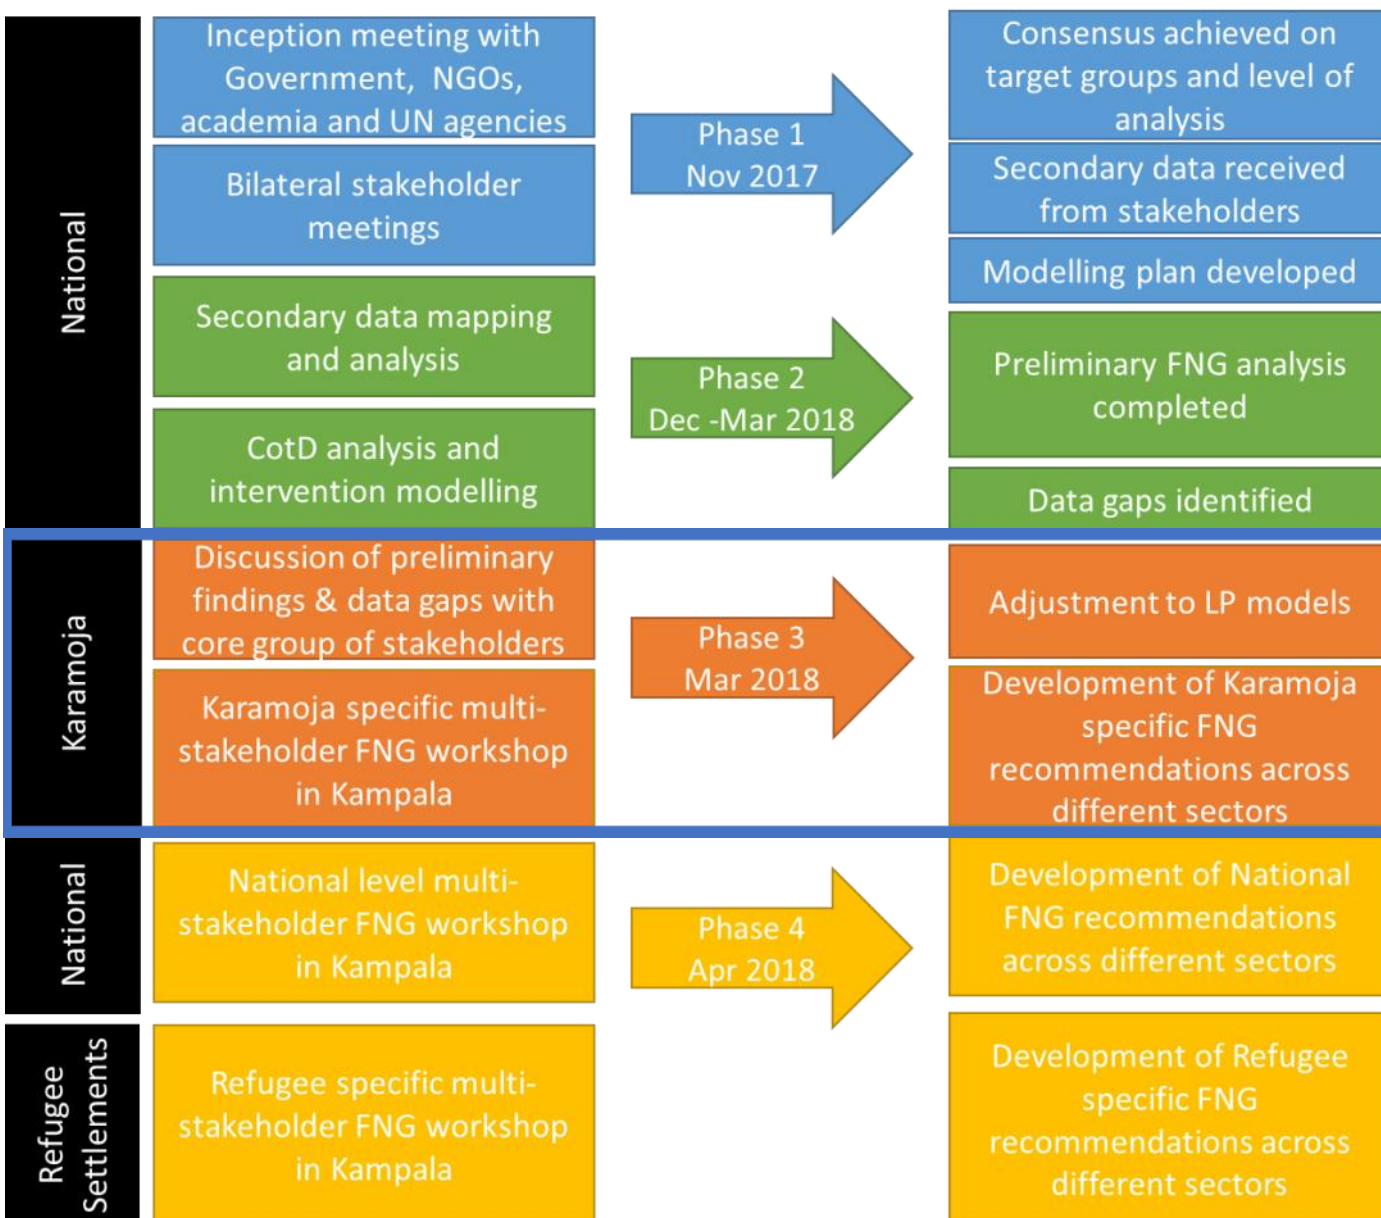 National
Inception meeting with
Government, NGOs,
academia and UN agencies
Bilateral stakeholder
meetings
Secondary data mapping
and analysis
CotD analysis and
intervention modelling
Phase 1
Nov 2017
Phase 2
Dec -Mar 2018
Consensus achieved on
target groups and level of
analysis
Secondary data received
from stakeholders
Modelling plan developed
Preliminary FNG analysis
completed
Data gaps identified
Karamoja
Discussion of preliminary
findings & data gaps with
core group of stakeholders
Karamoja specific multi-
stakeholder FNG workshop
in Kampala
Phase 3
Mar 2018
Adjustment to LP models
Development of Karamoja
specific FNG
recommendations across
different sectors
National
National level multi-
stakeholder FNG workshop
in Kampala
Phase 4
Apr 2018
Development of National
FNG recommendations
across different sectors
Refugee
Settlements
Refugee specific multi-
stakeholder FNG workshop
in Kampala
Development of Refugee
specific FNG
recommendations across
different sectors